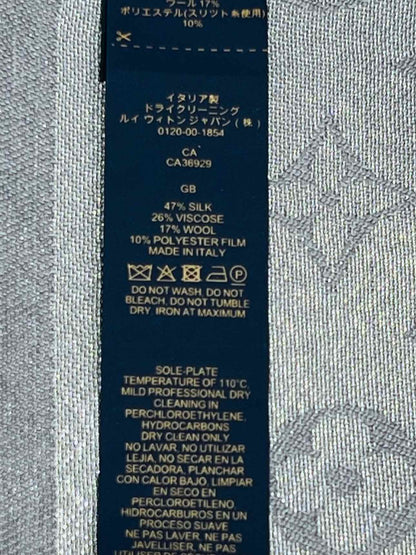 ウール 17%
ポリエステル(スリット糸使用)
10%
イタリア製
ドライクリーニング
ルイ ヴィトン ジャパン ( 株 )
0120-00-1854
CA
CA36929
GB
47% SILK
26% VISCOSE
17% WOOL
10% POLYESTER FILM
MADE IN ITALY
P
DO NOT WASH. DO NOT
BLEACH. DO NOT TUMBLE
DRY. IRON AT MAXIMUM
SOLE-PLATE
TEMPERATURE OF 110°C.
MILD PROFESSIONAL DRY
CLEANING IN
PERCHLOROETHYLENE,
HYDROCARBONS
DRY CLEAN ONLY
NO LAVAR, NO UTILIZAR
LEJIA, NO SECAR EN LA
SECADORA, PLANCHAR
CON CALOR BAJO, LIMPIAR
EN SECO EN
PERCLOROETILENO,
HIDROCARBUROS EN UN
PROCESO SUAVE
NE PAS LAVER, NE PAS
JAVELLISER, NE PAS